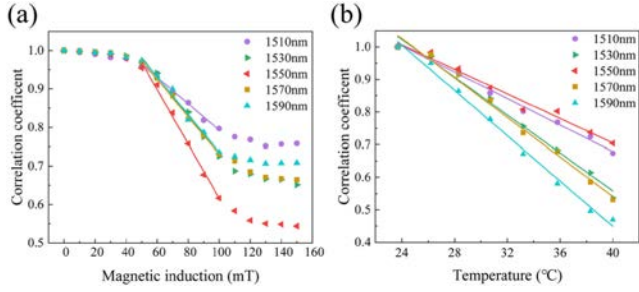 (a)
1510nm
1530nm
1550nm
1570nm
1590nm
1.0
0.9
0.8
0.7
0.6
0.5
0 20 40 60 80 100 120 140 160
Correlation coefficent
Magnetic induction (mT)
(b)
1510nm
1530nm
1550nm
1570nm
1590nm
1.0
0.9
0.8
0.7
0.6
0.5
0.4
24 28 32 36 40
Correlation coefficent
Temperature (℃)